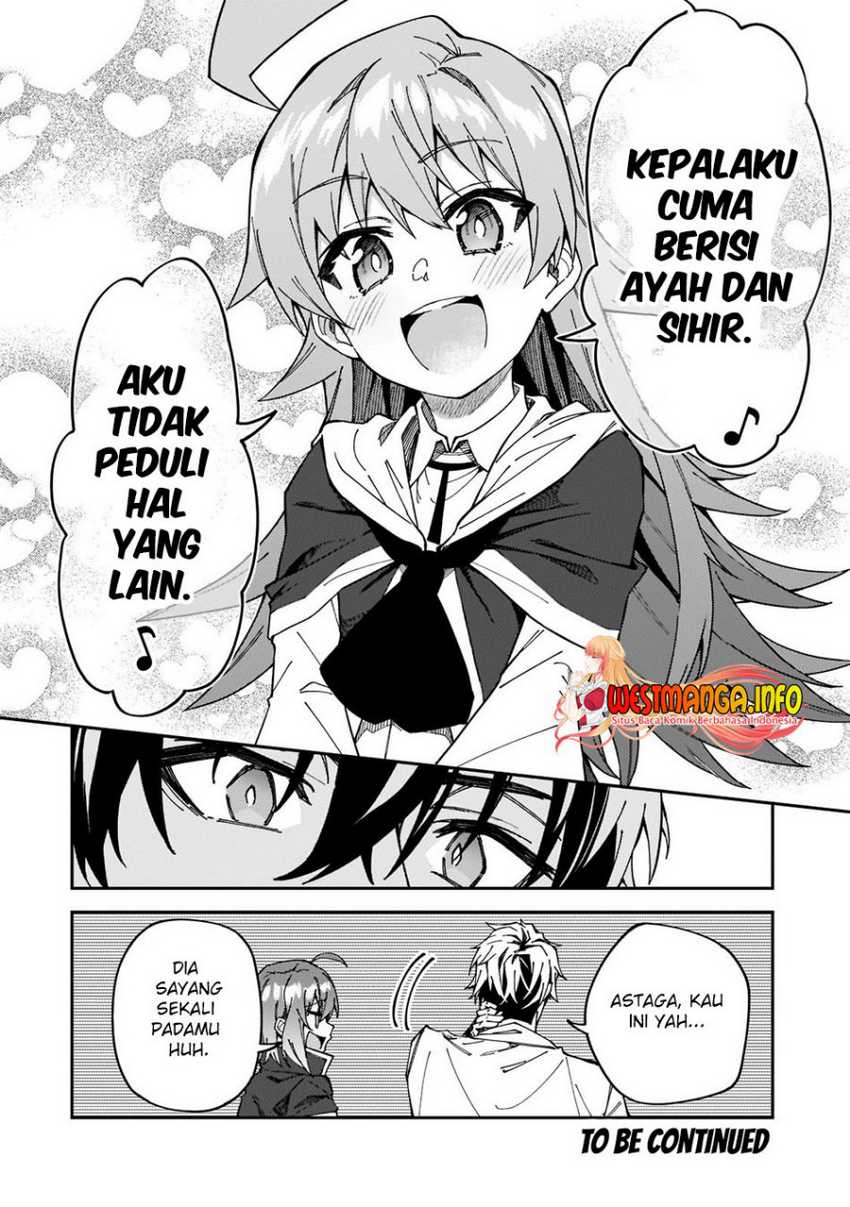 KEPALAKU
CUMA
BERISI
AYAH DAN
SIHIR.
AKU
TIDAK
PEDULI
HAL
YANG
LAIN.
WESTMANGA.INFO
Situs Baca Komik Berbahasa Indonesia
ASTAGA, KAU
INI YAH...
DIA
SAYANG
SEKALI
PADAMU
HUH.
TO BE CONTINUED